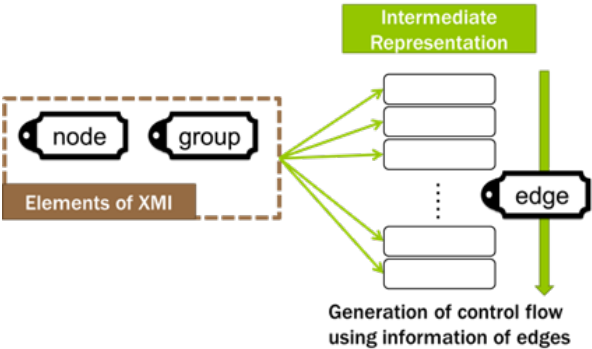 Intermediate
Representation
node
group
Elements of XMI
edge
Generation of control flow
using information of edges